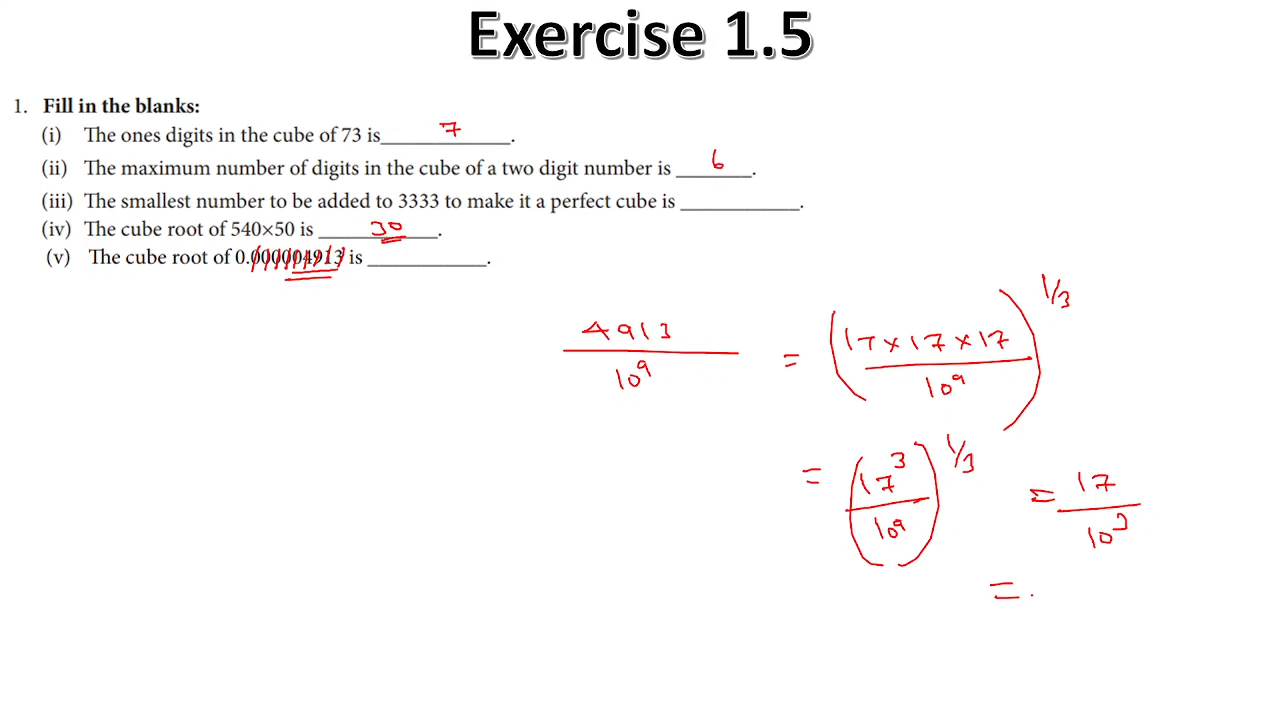 Exercise 1.5
1. Fill in the blanks:
(i) The ones digits in the cube of 73 is____________. 7
(ii) The maximum number of digits in the cube of a two digit number is ________. 6
(iii) The smallest number to be added to 3333 to make it a perfect cube is ____________.
(iv) The cube root of 540×50 is ____________. 30
(v) The cube root of 0.000004913 is ____________.
4913 / 10⁹ = (17 × 17 × 17 / 10⁹)^1/3
= (17³ / 10⁹)^1/3 = 17 / 10³
= .